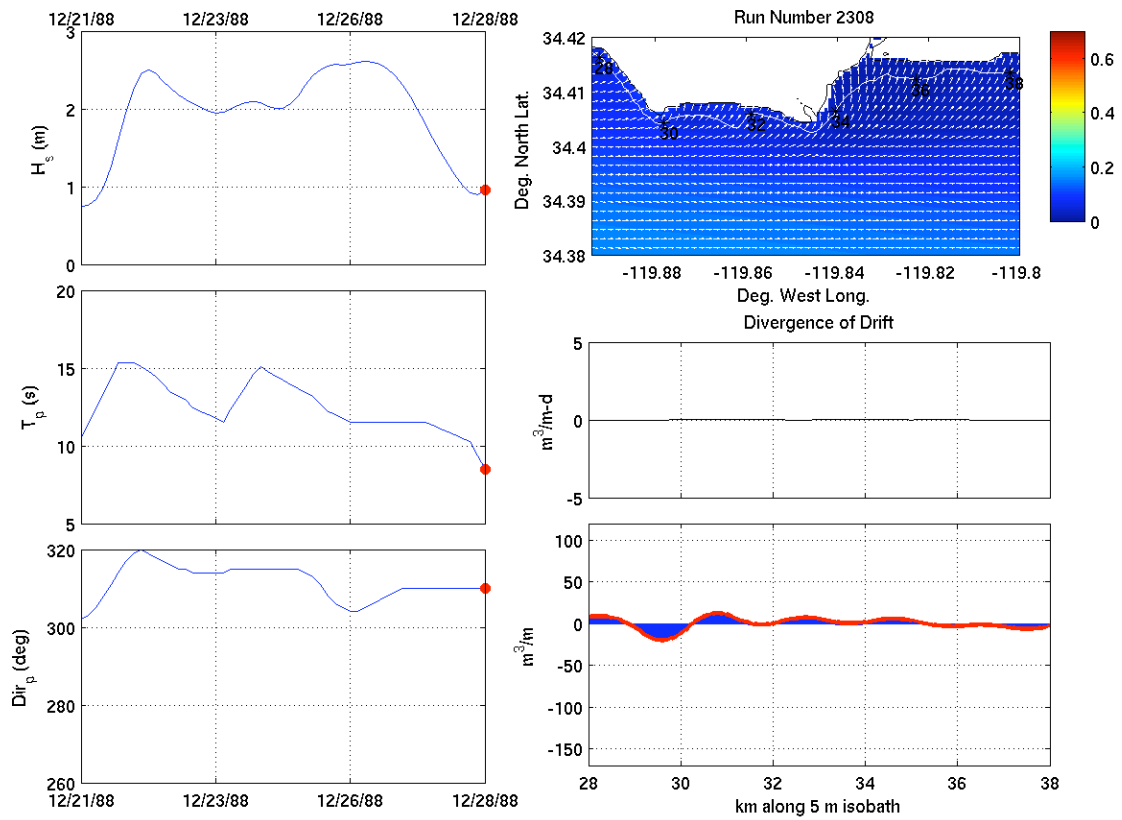 12/21/88 12/23/88 12/26/88 12/28/88
3
2
1
0
H_s (m)
20
15
10
5
T_p (s)
320
300
280
260
Dir_p (deg)
12/21/88 12/23/88 12/26/88 12/28/88
Run Number 2308
34.42
34.41
34.4
34.39
34.38
Deg. North Lat.
28 30 32 34 36 38
-119.88 -119.86 -119.84 -119.82 -119.8
Deg. West Long.
0.6
0.4
0.2
0
Divergence of Drift
5
0
-5
m^3/m-d
100
50
0
-50
-100
-150
m^3/m
28 30 32 34 36 38
km along 5 m isobath